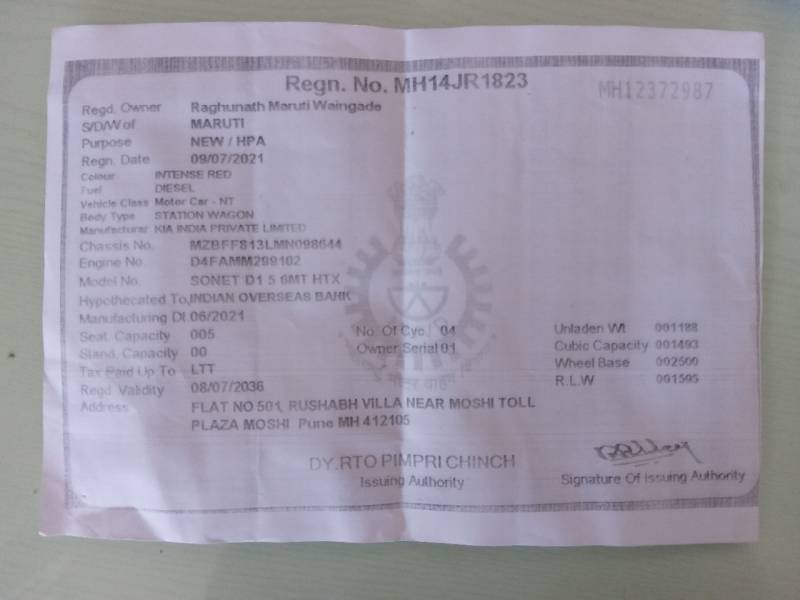 Regn. No. MH14JR1823
MH12372987
Regd. Owner Raghunath Maruti Waingade
S/D/W of MARUTI
Purpose NEW / HPA
Regn. Date 09/07/2021
Colour INTENSE RED
Fuel DIESEL
Vehicle Class Motor Car - NT
Body Type STATION WAGON
Manufacturar KIA INDIA PRIVATE LIMITED
Chassis No. MZBFFS13LMN098644
Engine No. D4FAMM299102
Model No. SONET D1 5 6MT HTX
Hypothecated To INDIAN OVERSEAS BANK
Manufacturing Dt 06/2021
Seat. Capacity 005 No. Of Cyc. 04 Unladen Wt 001188
Stand. Capacity 00 Owner Serial 01 Cubic Capacity 001493
Tax Paid Up To LTT Wheel Base 002500
Regd. Validity 08/07/2036 R.L.W 001595
Address FLAT NO 501, RUSHABH VILLA NEAR MOSHI TOLL
PLAZA MOSHI Pune MH 412105
DY.RTO PIMPRI CHINCH
Issuing Authority
Signature Of Issuing Authority